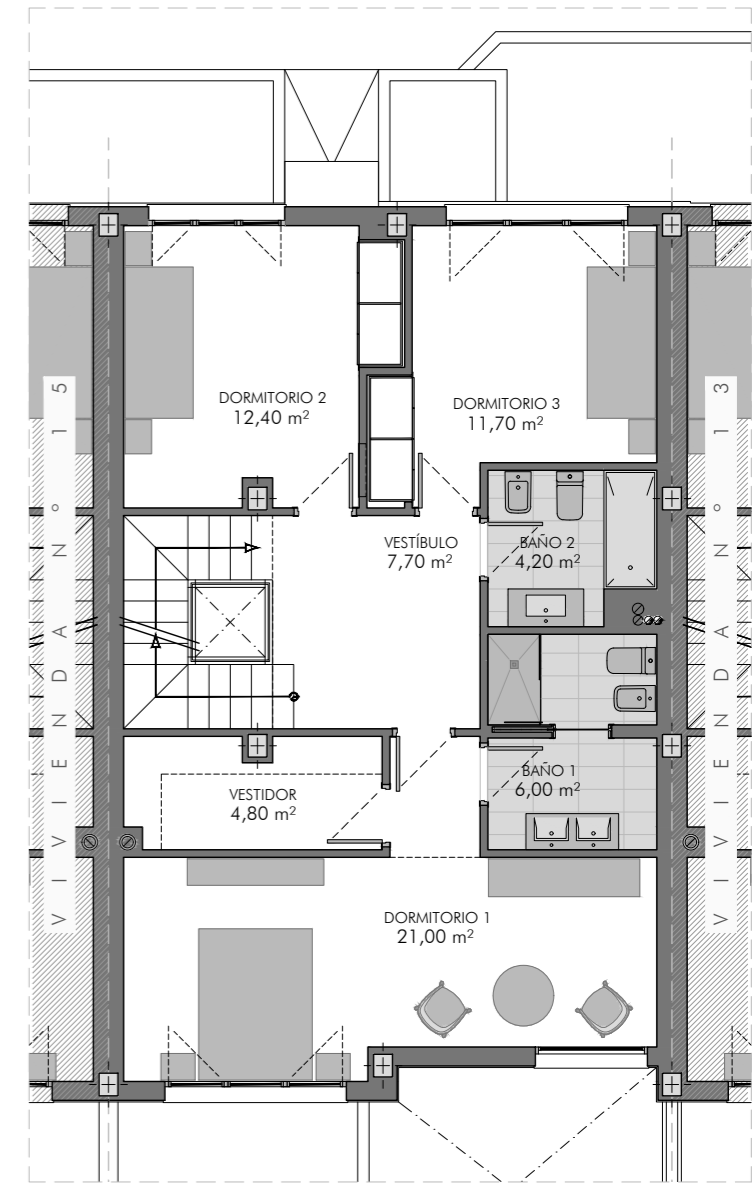 DORMITORIO 2
12,40 m²
DORMITORIO 3
11,70 m²
VIVIENDA Nº 15
VIVIENDA Nº 13
VESTÍBULO
7,70 m²
BAÑO 2
4,20 m²
VESTIDOR
4,80 m²
BAÑO 1
6,00 m²
DORMITORIO 1
21,00 m²